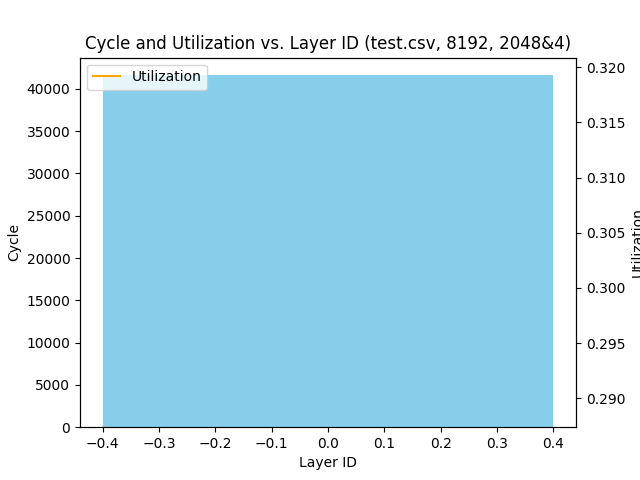 Cycle and Utilization vs. Layer ID (test.csv, 8192, 2048&4)
Utilization
40000
35000
30000
25000
20000
15000
10000
5000
0
Cycle
0.320
0.315
0.310
0.305
0.300
0.295
0.290
Utilization
−0.4 −0.3 −0.2 −0.1 0.0 0.1 0.2 0.3 0.4
Layer ID